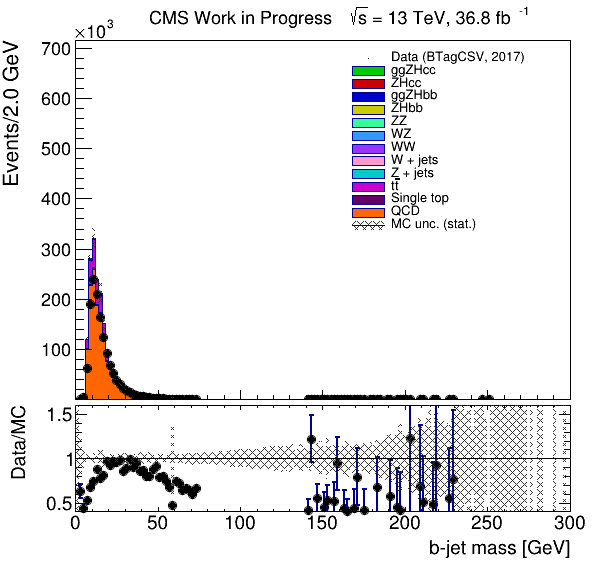 CMS Work in Progress √s = 13 TeV, 36.8 fb -1
×10³
Events/2.0 GeV
700
600
500
400
300
200
100
Data (BTagCSV, 2017)
ggZHcc
ZHcc
ggZHbb
ZHbb
ZZ
WZ
WW
W + jets
Z + jets
tt̅
Single top
QCD
MC unc. (stat.)
Data/MC
1.5
1
0.5
0 50 100 150 200 250 300
b-jet mass [GeV]